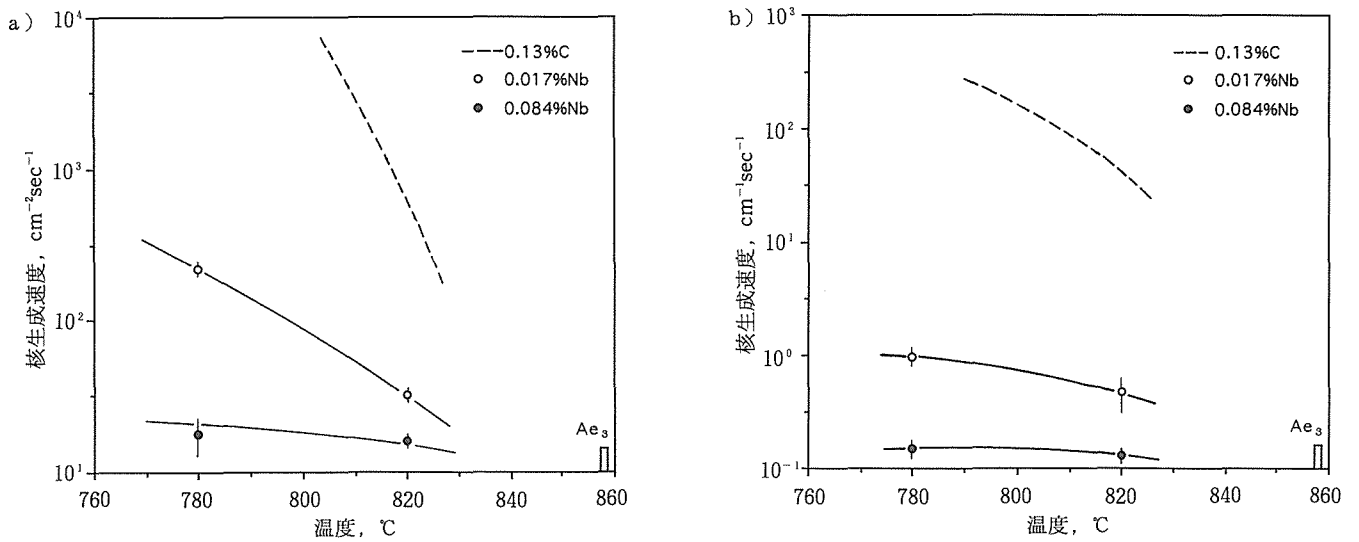 a)
10⁴
10³
10²
10¹
核生成速度，cm⁻²sec⁻¹
0.13%C
0.017%Nb
0.084%Nb
Ae₃
760 780 800 820 840 860
温度，℃
b)
10³
10²
10¹
10⁰
10⁻¹
核生成速度，cm⁻¹sec⁻¹
0.13%C
0.017%Nb
0.084%Nb
Ae₃
760 780 800 820 840 860
温度，℃